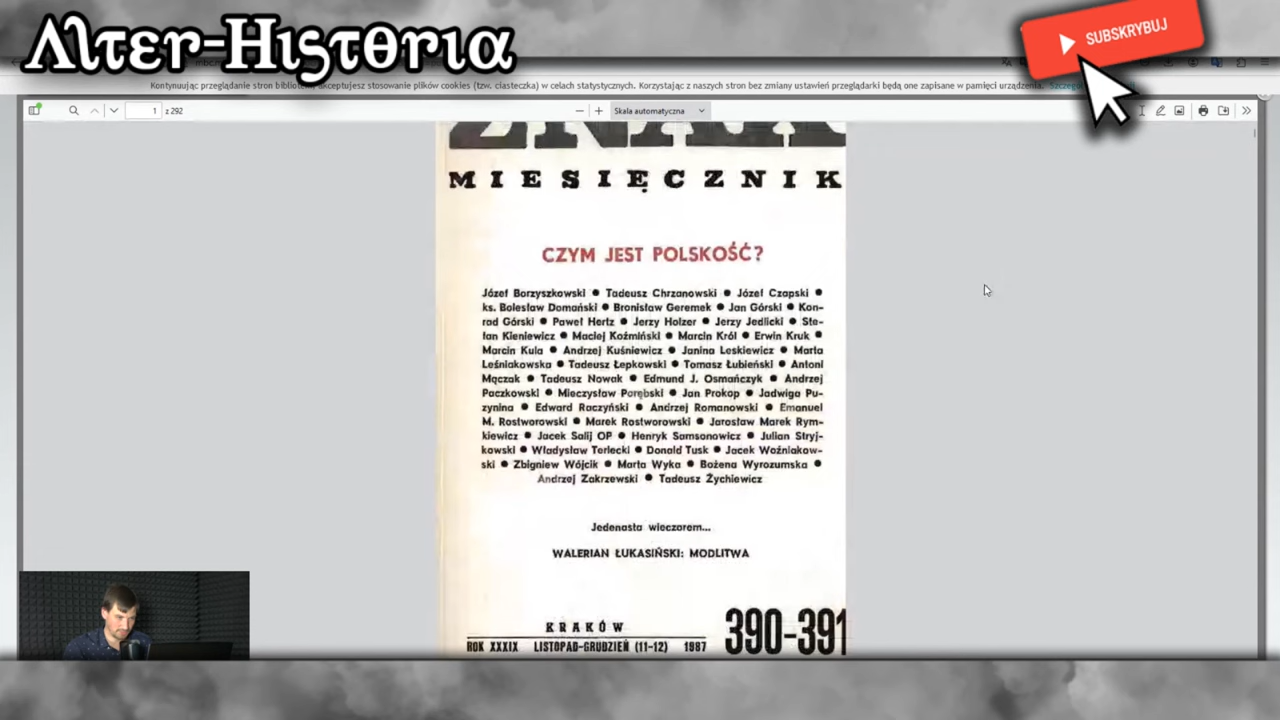 Alter-Historia
SUBSKRYBUJ
Kontynuując przeglądanie stron biblioteki, akceptujesz stosowanie plików cookies (tzw. ciasteczka) w celach statystycznych. Korzystając z naszych stron bez zmiany ustawień przeglądarki będą one zapisane w pamięci urządzenia.
1 z 292
Skala automatyczna
ZNAK
MIESIĘCZNIK
CZYM JEST POLSKOŚĆ?
Józef Borzyszkowski • Tadeusz Chrzanowski • Józef Czapski •
ks. Bolesław Domański • Bronisław Geremek • Jan Górski • Kon-
rad Górski • Paweł Hertz • Jerzy Holzer • Jerzy Jedlicki • Ste-
fan Kieniewicz • Maciej Koźmiński • Marcin Król • Erwin Kruk •
Marcin Kula • Andrzej Kuśniewicz • Janina Leskiewicz • Marta
Leśniakowska • Tadeusz Łepkowski • Tomasz Łubieński • Antoni
Mączak • Tadeusz Nowak • Edmund J. Osmańczyk • Andrzej
Paczkowski • Mieczysław Porębski • Jan Prokop • Jadwiga Pu-
zynina • Edward Raczyński • Andrzej Romanowski • Emanuel
M. Rostworowski • Marek Rostworowski • Jarosław Marek Rym-
kiewicz • Jacek Salij OP • Henryk Samsonowicz • Julian Stryj-
kowski • Władysław Terlecki • Donald Tusk • Jacek Woźniakow-
ski • Zbigniew Wójcik • Marta Wyka • Bożena Wyrozumska •
Andrzej Zakrzewski • Tadeusz Żychiewicz
Jedenasta wieczorem...
WALERIAN ŁUKASIŃSKI: MODLITWA
KRAKÓW
ROK XXXIX LISTOPAD-GRUDZIEŃ (11-12) 1987
390-391